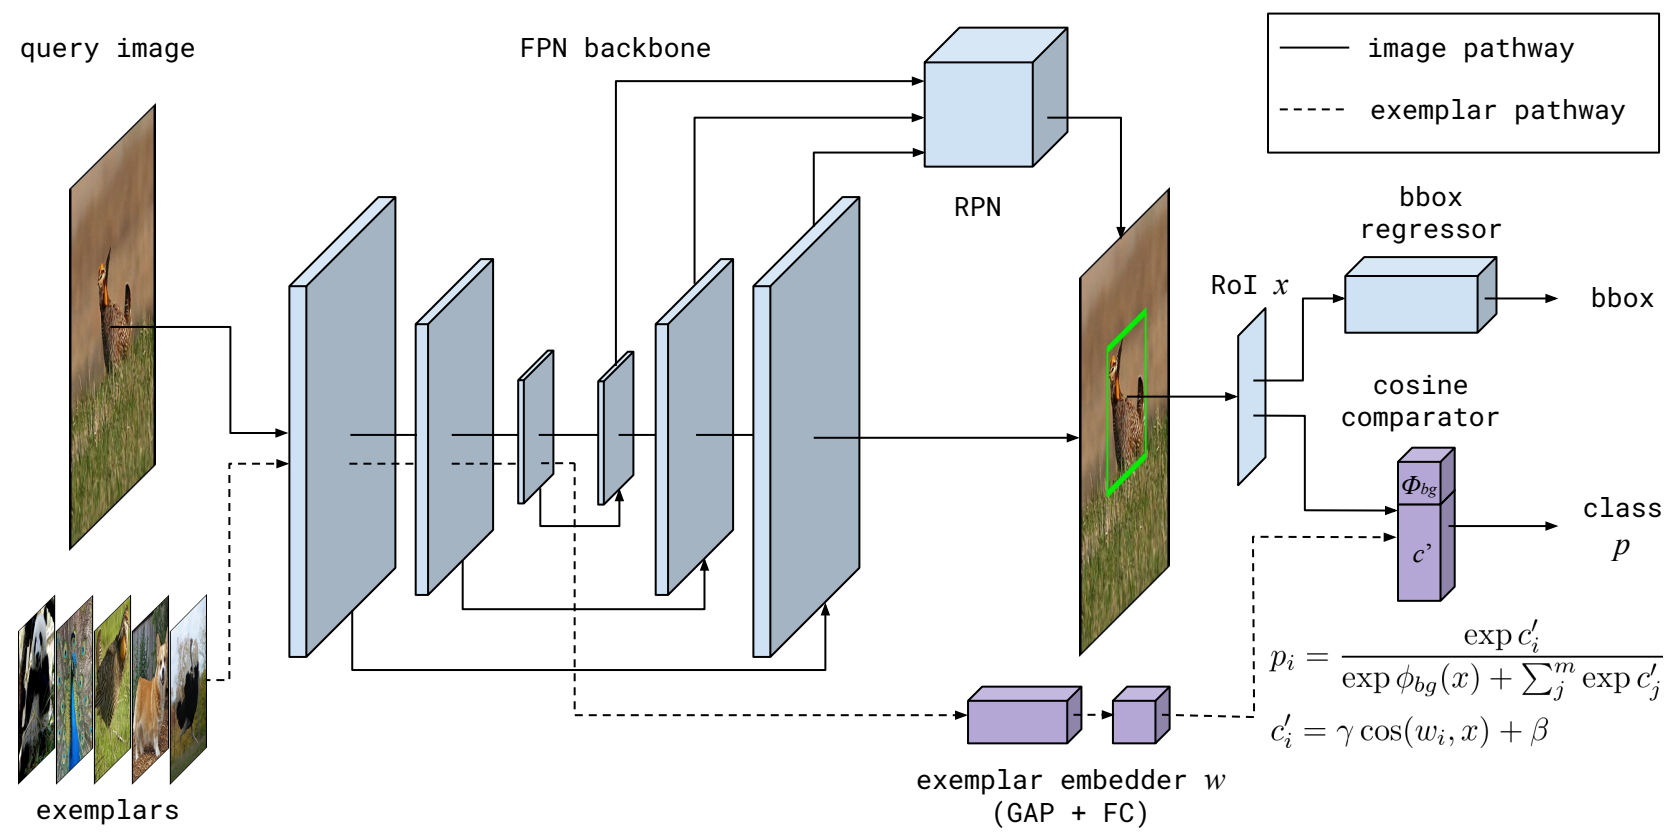 query image
FPN backbone
image pathway
exemplar pathway
RPN
bbox
regressor
RoI x
bbox
cosine
comparator
Φbg
c’
class
p
p_i = exp c′_i / (exp ϕ_bg(x) + ∑_j^m exp c′_j)
c′_i = γ cos(w_i, x) + β
exemplar embedder w
(GAP + FC)
exemplars